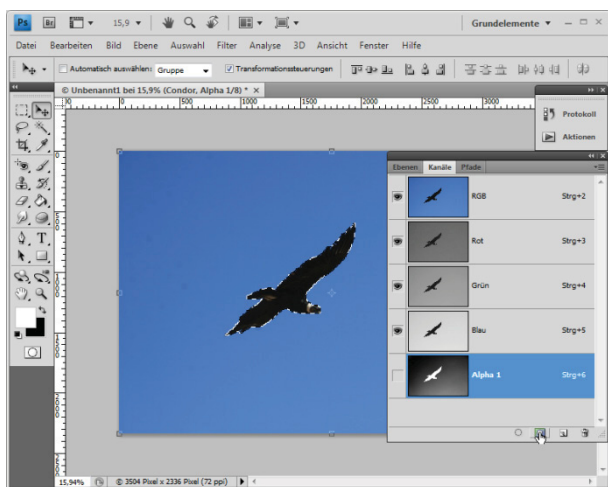 Ps Br 15,9 Grundelemente
Datei Bearbeiten Bild Ebene Auswahl Filter Analyse 3D Ansicht Fenster Hilfe
Automatisch auswählen: Gruppe Transformationssteuerungen
© Unbenannt1 bei 15,9% (Condor, Alpha 1/8) * x
0 500 1000 1500 2000 2500 3000
Protokoll
Aktionen
Ebenen Kanäle Pfade
RGB Strg+2
Rot Strg+3
Grün Strg+4
Blau Strg+5
Alpha 1 Strg+6
15,94% © 3504 Pixel x 2336 Pixel (72 ppi)